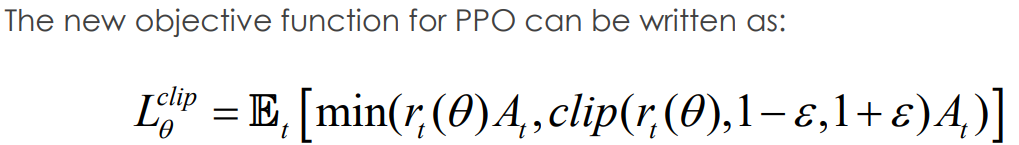 The new objective function for PPO can be written as:
L_θ^{clip} = 𝔼_t [min(r_t(θ)A_t, clip(r_t(θ),1−ε,1+ε)A_t)]